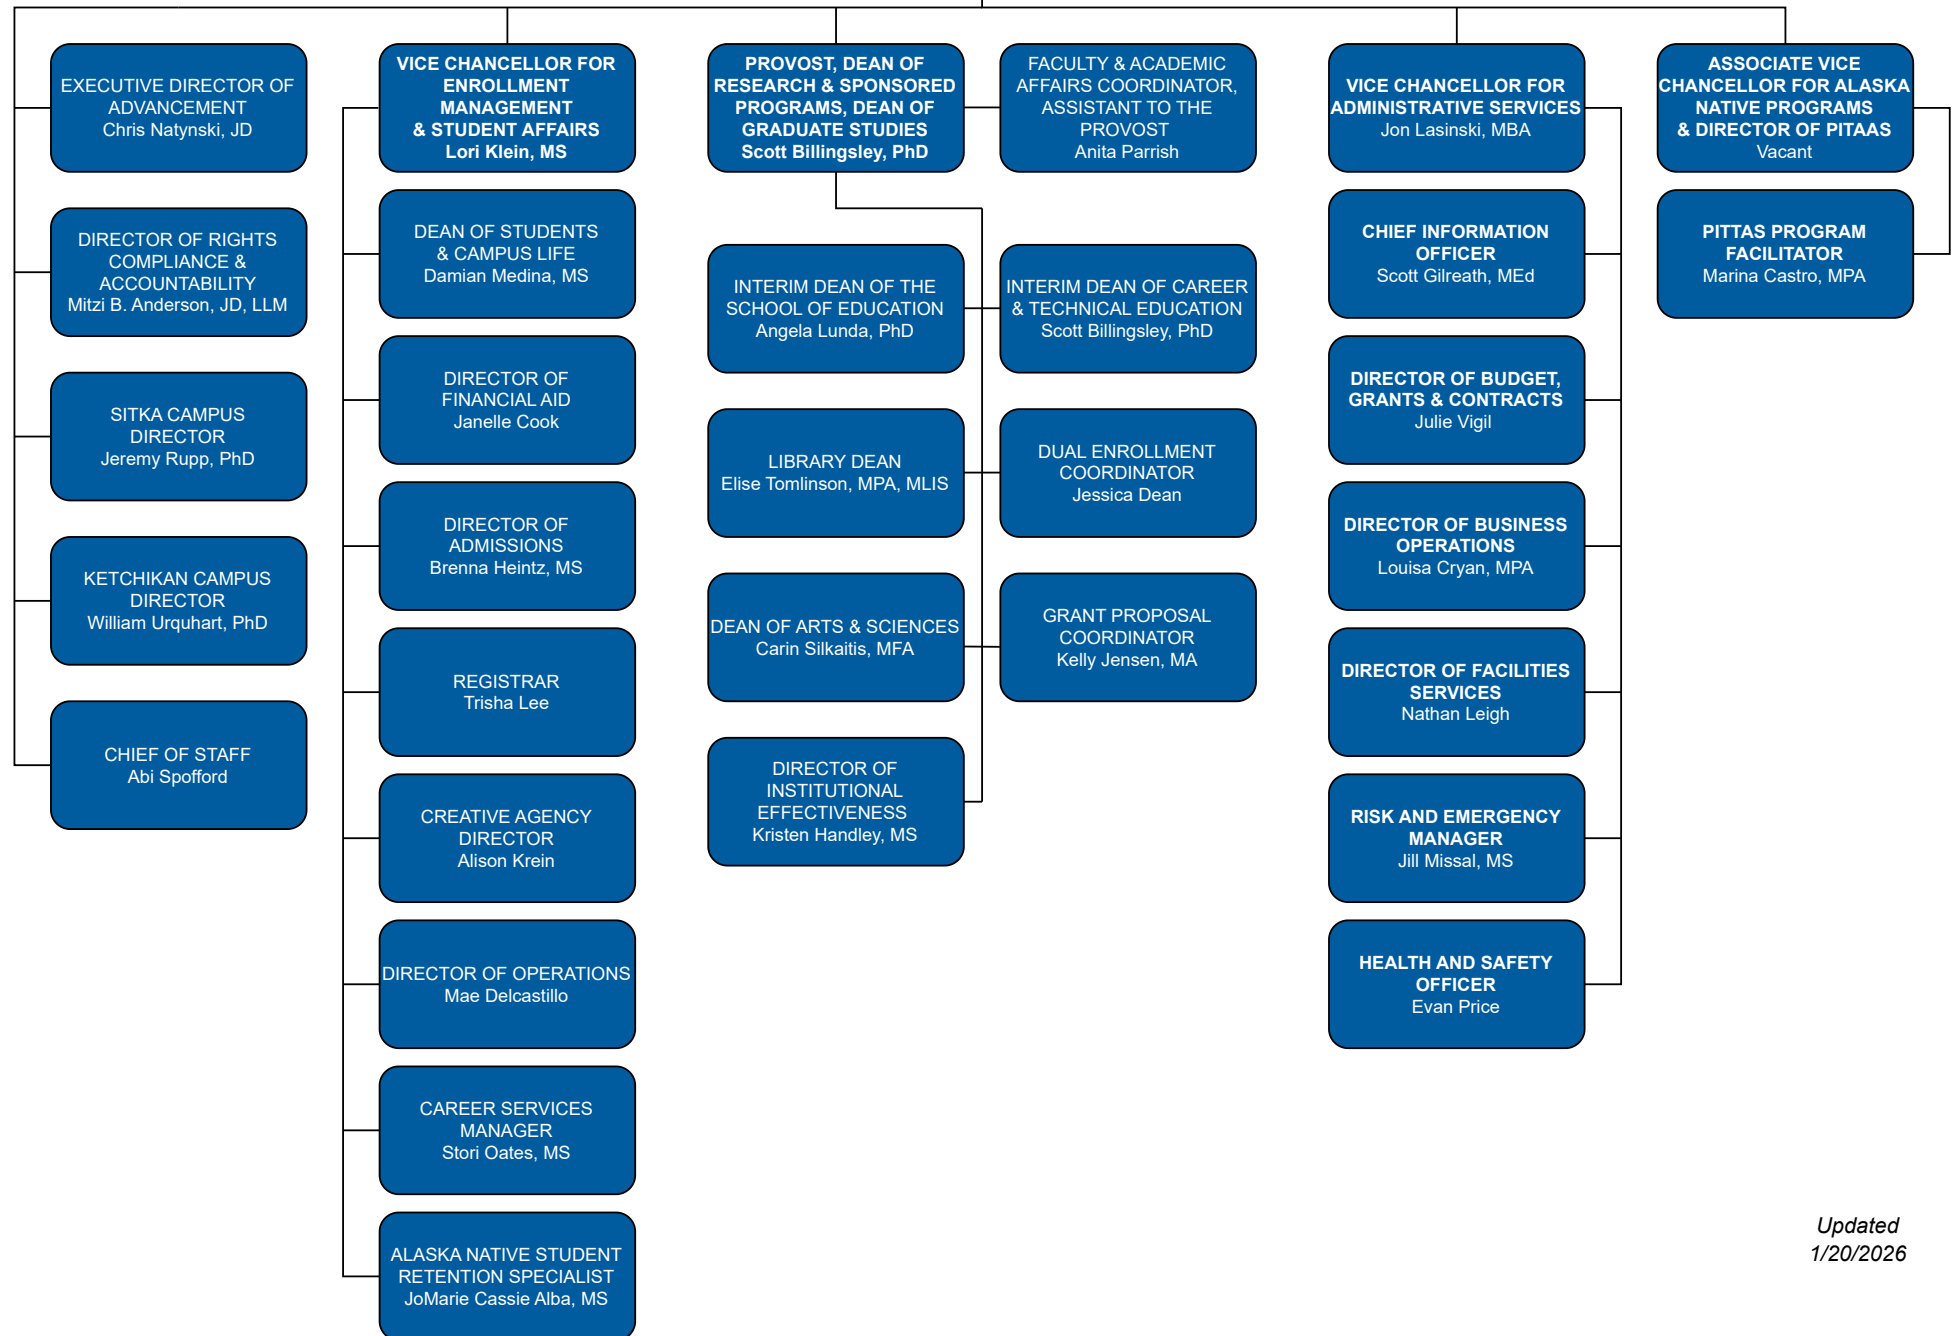 EXECUTIVE DIRECTOR OF
ADVANCEMENT
Chris Natynski, JD
DIRECTOR OF RIGHTS
COMPLIANCE &
ACCOUNTABILITY
Mitzi B. Anderson, JD, LLM
SITKA CAMPUS
DIRECTOR
Jeremy Rupp, PhD
KETCHIKAN CAMPUS
DIRECTOR
William Urquhart, PhD
CHIEF OF STAFF
Abi Spofford
VICE CHANCELLOR FOR
ENROLLMENT
MANAGEMENT
& STUDENT AFFAIRS
Lori Klein, MS
DEAN OF STUDENTS
& CAMPUS LIFE
Damian Medina, MS
DIRECTOR OF
FINANCIAL AID
Janelle Cook
DIRECTOR OF
ADMISSIONS
Brenna Heintz, MS
REGISTRAR
Trisha Lee
CREATIVE AGENCY
DIRECTOR
Alison Krein
DIRECTOR OF OPERATIONS
Mae Delcastillo
CAREER SERVICES
MANAGER
Stori Oates, MS
ALASKA NATIVE STUDENT
RETENTION SPECIALIST
JoMarie Cassie Alba, MS
PROVOST, DEAN OF
RESEARCH & SPONSORED
PROGRAMS, DEAN OF
GRADUATE STUDIES
Scott Billingsley, PhD
FACULTY & ACADEMIC
AFFAIRS COORDINATOR,
ASSISTANT TO THE
PROVOST
Anita Parrish
INTERIM DEAN OF THE
SCHOOL OF EDUCATION
Angela Lunda, PhD
INTERIM DEAN OF CAREER
& TECHNICAL EDUCATION
Scott Billingsley, PhD
LIBRARY DEAN
Elise Tomlinson, MPA, MLIS
DUAL ENROLLMENT
COORDINATOR
Jessica Dean
DEAN OF ARTS & SCIENCES
Carin Silkaitis, MFA
GRANT PROPOSAL
COORDINATOR
Kelly Jensen, MA
DIRECTOR OF
INSTITUTIONAL
EFFECTIVENESS
Kristen Handley, MS
VICE CHANCELLOR FOR
ADMINISTRATIVE SERVICES
Jon Lasinski, MBA
CHIEF INFORMATION
OFFICER
Scott Gilreath, MEd
DIRECTOR OF BUDGET,
GRANTS & CONTRACTS
Julie Vigil
DIRECTOR OF BUSINESS
OPERATIONS
Louisa Cryan, MPA
DIRECTOR OF FACILITIES
SERVICES
Nathan Leigh
RISK AND EMERGENCY
MANAGER
Jill Missal, MS
HEALTH AND SAFETY
OFFICER
Evan Price
ASSOCIATE VICE
CHANCELLOR FOR ALASKA
NATIVE PROGRAMS
& DIRECTOR OF PITAAS
Vacant
PITTAS PROGRAM
FACILITATOR
Marina Castro, MPA
Updated
1/20/2026